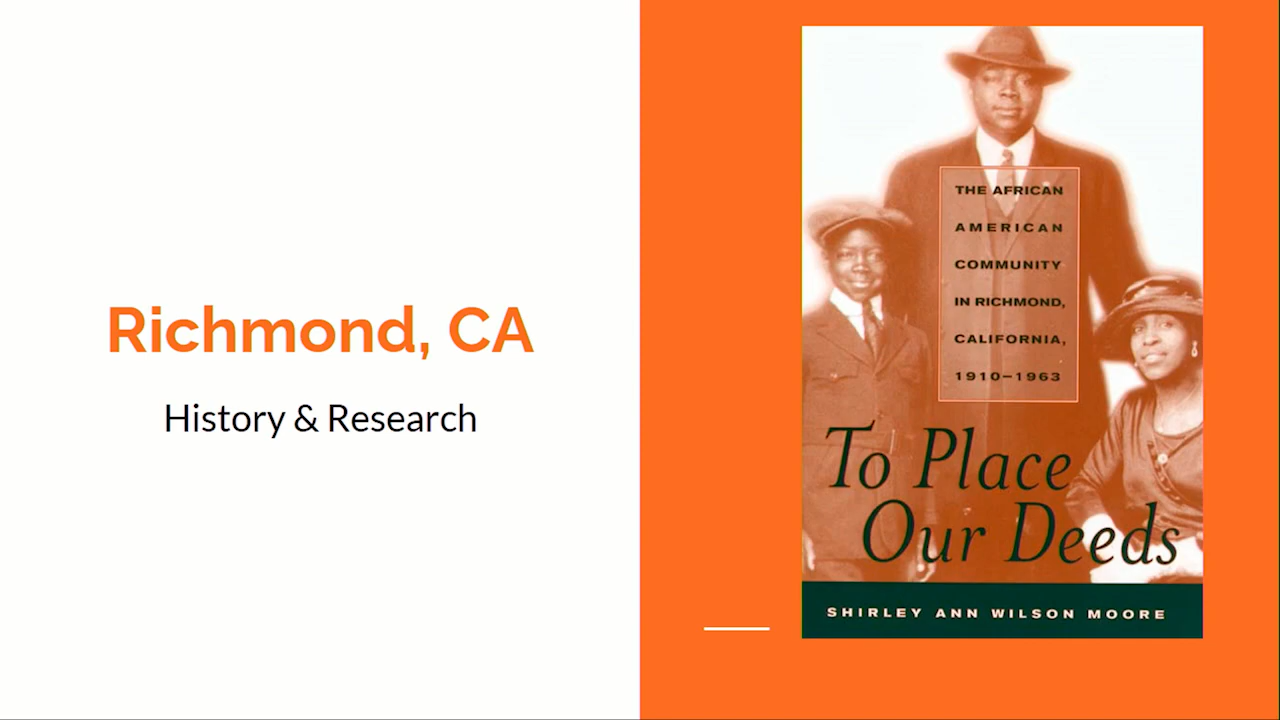 Richmond, CA
History & Research
THE AFRICAN
AMERICAN
COMMUNITY
IN RICHMOND,
CALIFORNIA,
1910–1963
To Place
Our Deeds
SHIRLEY ANN WILSON MOORE